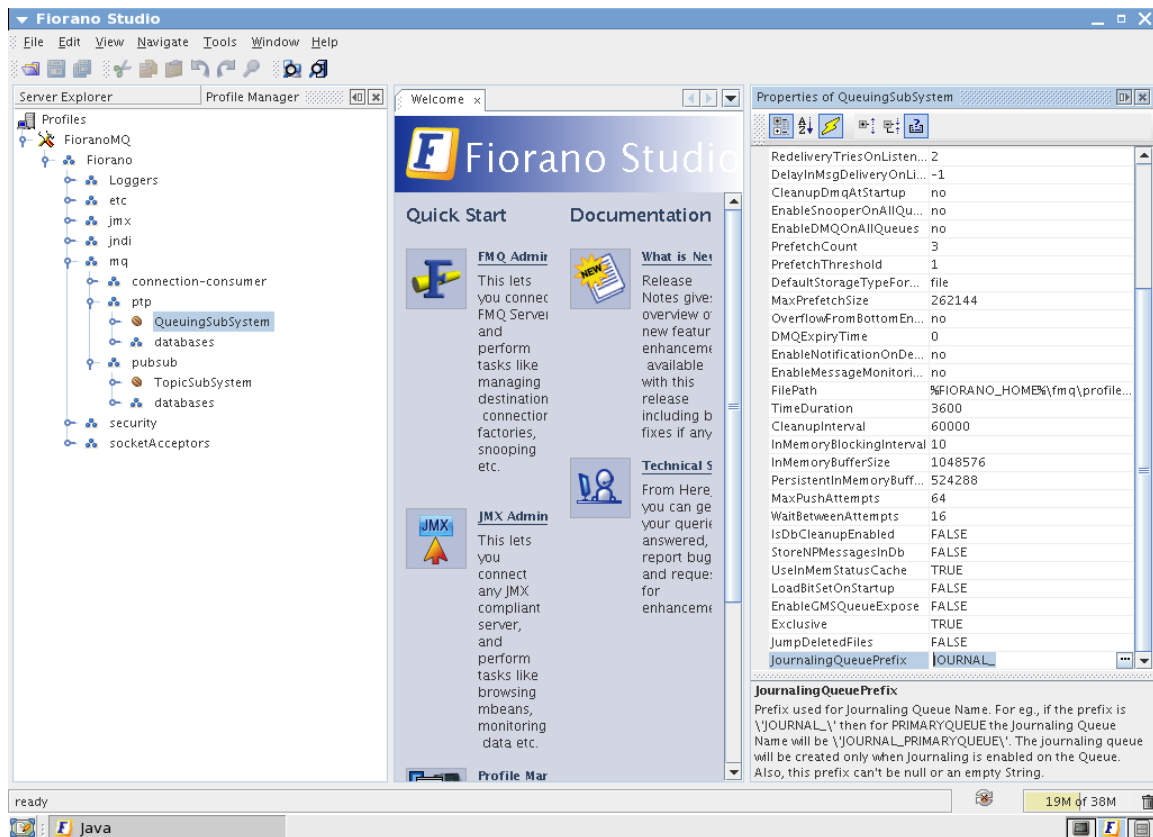 Fiorano Studio
File Edit View Navigate Tools Window Help
Server Explorer
Profile Manager
Profiles
FioranoMQ
Fiorano
Loggers
etc
jmx
jndi
mq
connection-consumer
ptp
QueuingSubSystem
databases
pubsub
TopicSubSystem
databases
security
socketAcceptors
Welcome
Fiorano Studio
Quick Start
FMQ Admin
This lets
you connec
FMQ Server
and
perform
tasks like
managing
destination
connection
factories,
snooping
etc.
JMX Admin
This lets
you
connect
any JMX
compliant
server,
and
perform
tasks like
browsing
mbeans,
monitoring
data etc.
Profile Mar
Documentation
NEW
What is Nev
Release
Notes gives
overview of
new featur
enhanceme
available
with this
release
including b
fixes if any
Technical S
From Here,
you can ge
your querie
answered,
report bug
and reques
for
enhanceme
Properties of QueuingSubSystem
RedeliveryTriesOnListen... 2
DelayInMsgDeliveryOnLi... -1
CleanupDmqAtStartup no
EnableSnooperOnAllQu... no
EnableDMQOnAllQueues no
PrefetchCount 3
PrefetchThreshold 1
DefaultStorageTypeFor... file
MaxPrefetchSize 262144
OverflowFromBottomEn... no
DMQExpiryTime 0
EnableNotificationOnDe... no
EnableMessageMonitori... no
FilePath %FIORANO_HOME%\fmq\profile...
TimeDuration 3600
CleanupInterval 60000
InMemoryBlockingInterval 10
InMemoryBufferSize 1048576
PersistentInMemoryBuff... 524288
MaxPushAttempts 64
WaitBetweenAttempts 16
IsDbCleanupEnabled FALSE
StoreNPMessagesInDb FALSE
UseInMemStatusCache TRUE
LoadBitSetOnStartup FALSE
EnableGMSQueueExpose FALSE
Exclusive TRUE
JumpDeletedFiles FALSE
JournalingQueuePrefix JOURNAL_ ...
JournalingQueuePrefix
Prefix used for Journaling Queue Name. For eg., if the prefix is
\'JOURNAL_\' then for PRIMARYQUEUE the Journaling Queue
Name will be \'JOURNAL_PRIMARYQUEUE\'. The journaling queue
will be created only when Journaling is enabled on the Queue.
Also, this prefix can't be null or an empty String.
ready
19M of 38M
Java